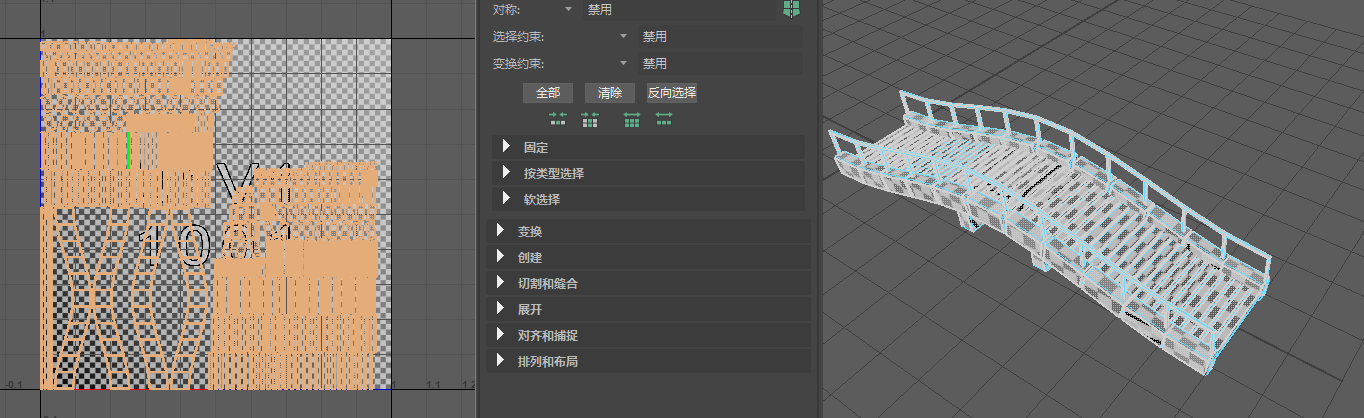 对称:
禁用
选择约束:
禁用
变换约束:
禁用
全部
清除
反向选择
固定
按类型选择
软选择
变换
创建
切割和缝合
展开
对齐和捕捉
排列和布局
-0.1
1
1.1
1.2